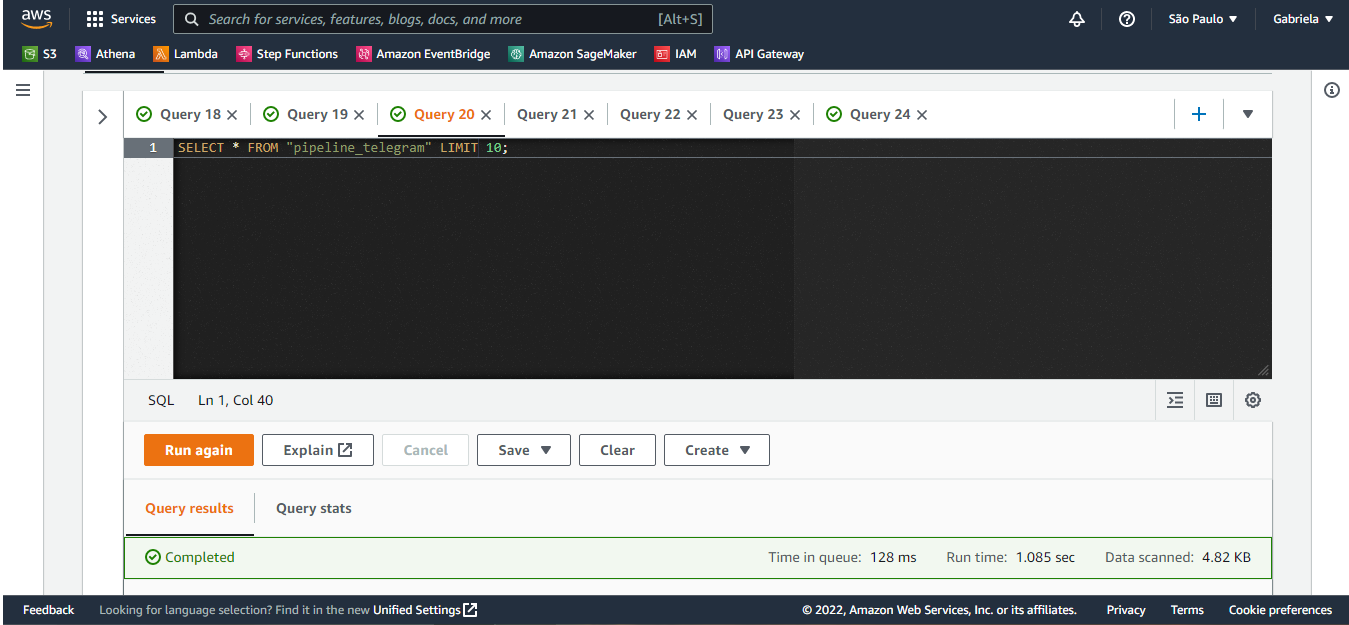 aws Services Search for services, features, blogs, docs, and more [Alt+S] São Paulo Gabriela
S3 Athena Lambda Step Functions Amazon EventBridge Amazon SageMaker IAM API Gateway
Query 18 Query 19 Query 20 Query 21 Query 22 Query 23 Query 24
1 SELECT * FROM "pipeline_telegram" LIMIT 10;
SQL Ln 1, Col 40
Run again Explain Cancel Save Clear Create
Query results Query stats
Completed Time in queue: 128 ms Run time: 1.085 sec Data scanned: 4.82 KB
Feedback Looking for language selection? Find it in the new Unified Settings © 2022, Amazon Web Services, Inc. or its affiliates. Privacy Terms Cookie preferences